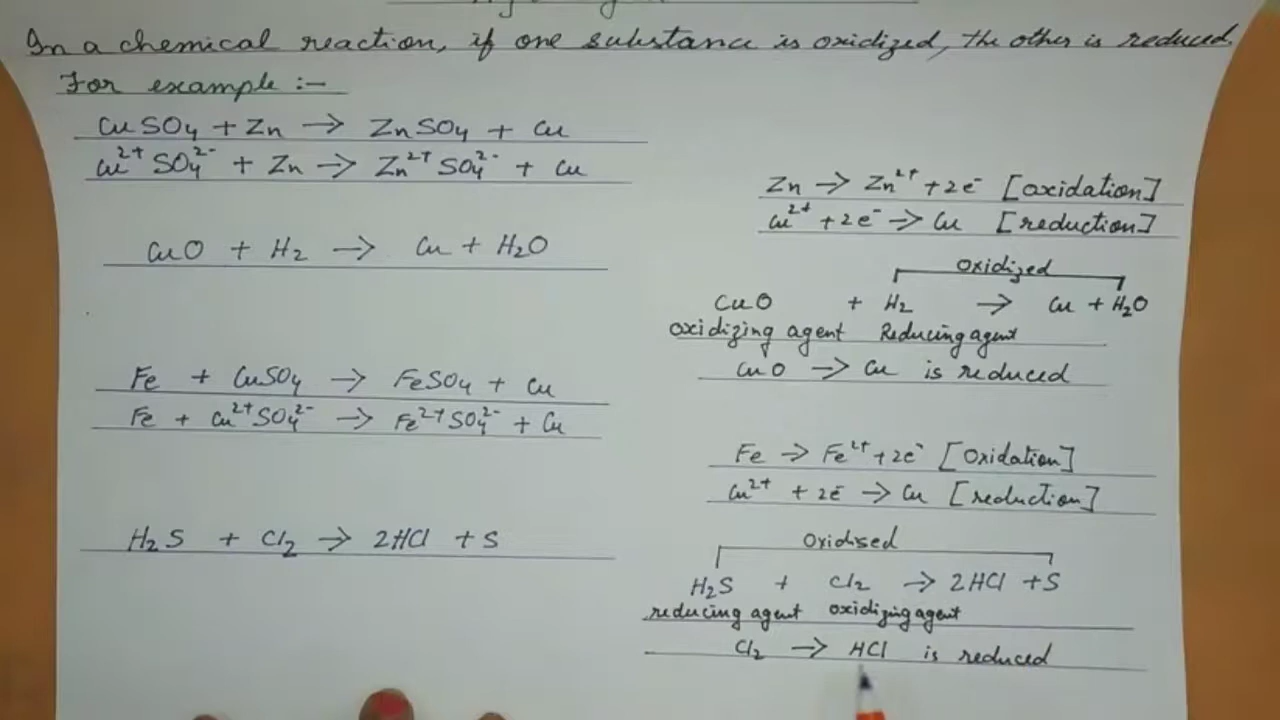 In a chemical reaction, if one substance is oxidized, the other is reduced.
For example :-
CuSO4 + Zn → ZnSO4 + Cu
Cu²⁺ SO4²⁻ + Zn → Zn²⁺ SO4²⁻ + Cu
Zn → Zn²⁺ + 2e⁻ [oxidation]
Cu²⁺ + 2e⁻ → Cu [reduction]
CuO + H2 → Cu + H2O
Oxidized
CuO + H2 → Cu + H2O
oxidizing agent Reducing agent
CuO → Cu is reduced
Fe + CuSO4 → FeSO4 + Cu
Fe + Cu²⁺SO4²⁻ → Fe²⁺SO4²⁻ + Cu
Fe → Fe²⁺ + 2e⁻ [Oxidation]
Cu²⁺ + 2e⁻ → Cu [reduction]
H2S + Cl2 → 2HCl + S
Oxidised
H2S + Cl2 → 2HCl + S
reducing agent oxidizing agent
Cl2 → HCl is reduced